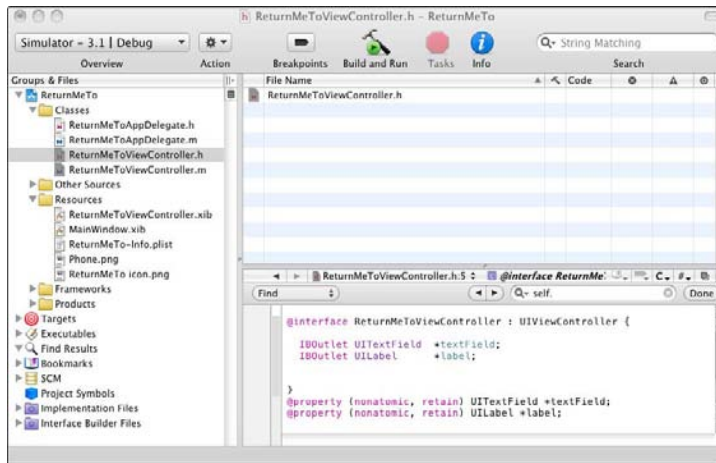 ReturnMeToViewController.h - ReturnMeTo
Simulator - 3.1 | Debug
String Matching
Overview
Action
Breakpoints
Build and Run
Tasks
Info
Search
Groups & Files
File Name
Code
ReturnMeTo
ReturnMeToViewController.h
Classes
ReturnMeToAppDelegate.h
ReturnMeToAppDelegate.m
ReturnMeToViewController.h
ReturnMeToViewController.m
Other Sources
Resources
ReturnMeToViewController.xib
MainWindow.xib
ReturnMeTo-Info.plist
Phone.png
ReturnMeTo icon.png
Frameworks
Products
Targets
Executables
Find Results
Bookmarks
SCM
Project Symbols
Implementation Files
Interface Builder Files
ReturnMeToViewController.h:5
@interface ReturnMe
C
#
Find
self.
Done
@interface ReturnMeToViewController : UIViewController {
IBOutlet UITextField *textField;
IBOutlet UILabel *label;
}
@property (nonatomic, retain) UITextField *textField;
@property (nonatomic, retain) UILabel *label;